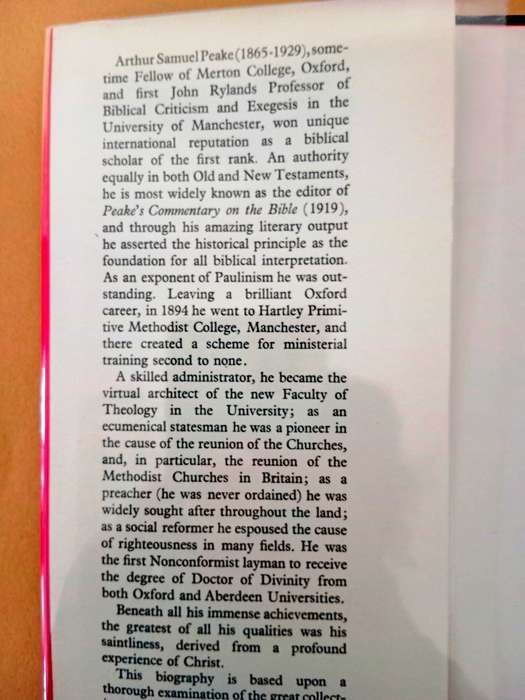 Arthur Samuel Peake (1865-1929), some-
time Fellow of Merton College, Oxford,
and first John Rylands Professor of
Biblical Criticism and Exegesis in the
University of Manchester, won unique
international reputation as a biblical
scholar of the first rank. An authority
equally in both Old and New Testaments,
he is most widely known as the editor of
Peake's Commentary on the Bible (1919),
and through his amazing literary output
he asserted the historical principle as the
foundation for all biblical interpretation.
As an exponent of Paulinism he was out-
standing. Leaving a brilliant Oxford
career, in 1894 he went to Hartley Primi-
tive Methodist College, Manchester, and
there created a scheme for ministerial
training second to none.
A skilled administrator, he became the
virtual architect of the new Faculty of
Theology in the University; as an
ecumenical statesman he was a pioneer in
the cause of the reunion of the Churches,
and, in particular, the reunion of the
Methodist Churches in Britain; as a
preacher (he was never ordained) he was
widely sought after throughout the land;
as a social reformer he espoused the cause
of righteousness in many fields. He was
the first Nonconformist layman to receive
the degree of Doctor of Divinity from
both Oxford and Aberdeen Universities.
Beneath all his immense achievements,
the greatest of all his qualities was his
saintliness, derived from a profound
experience of Christ.
This biography is based upon a
thorough examination of the great collect-